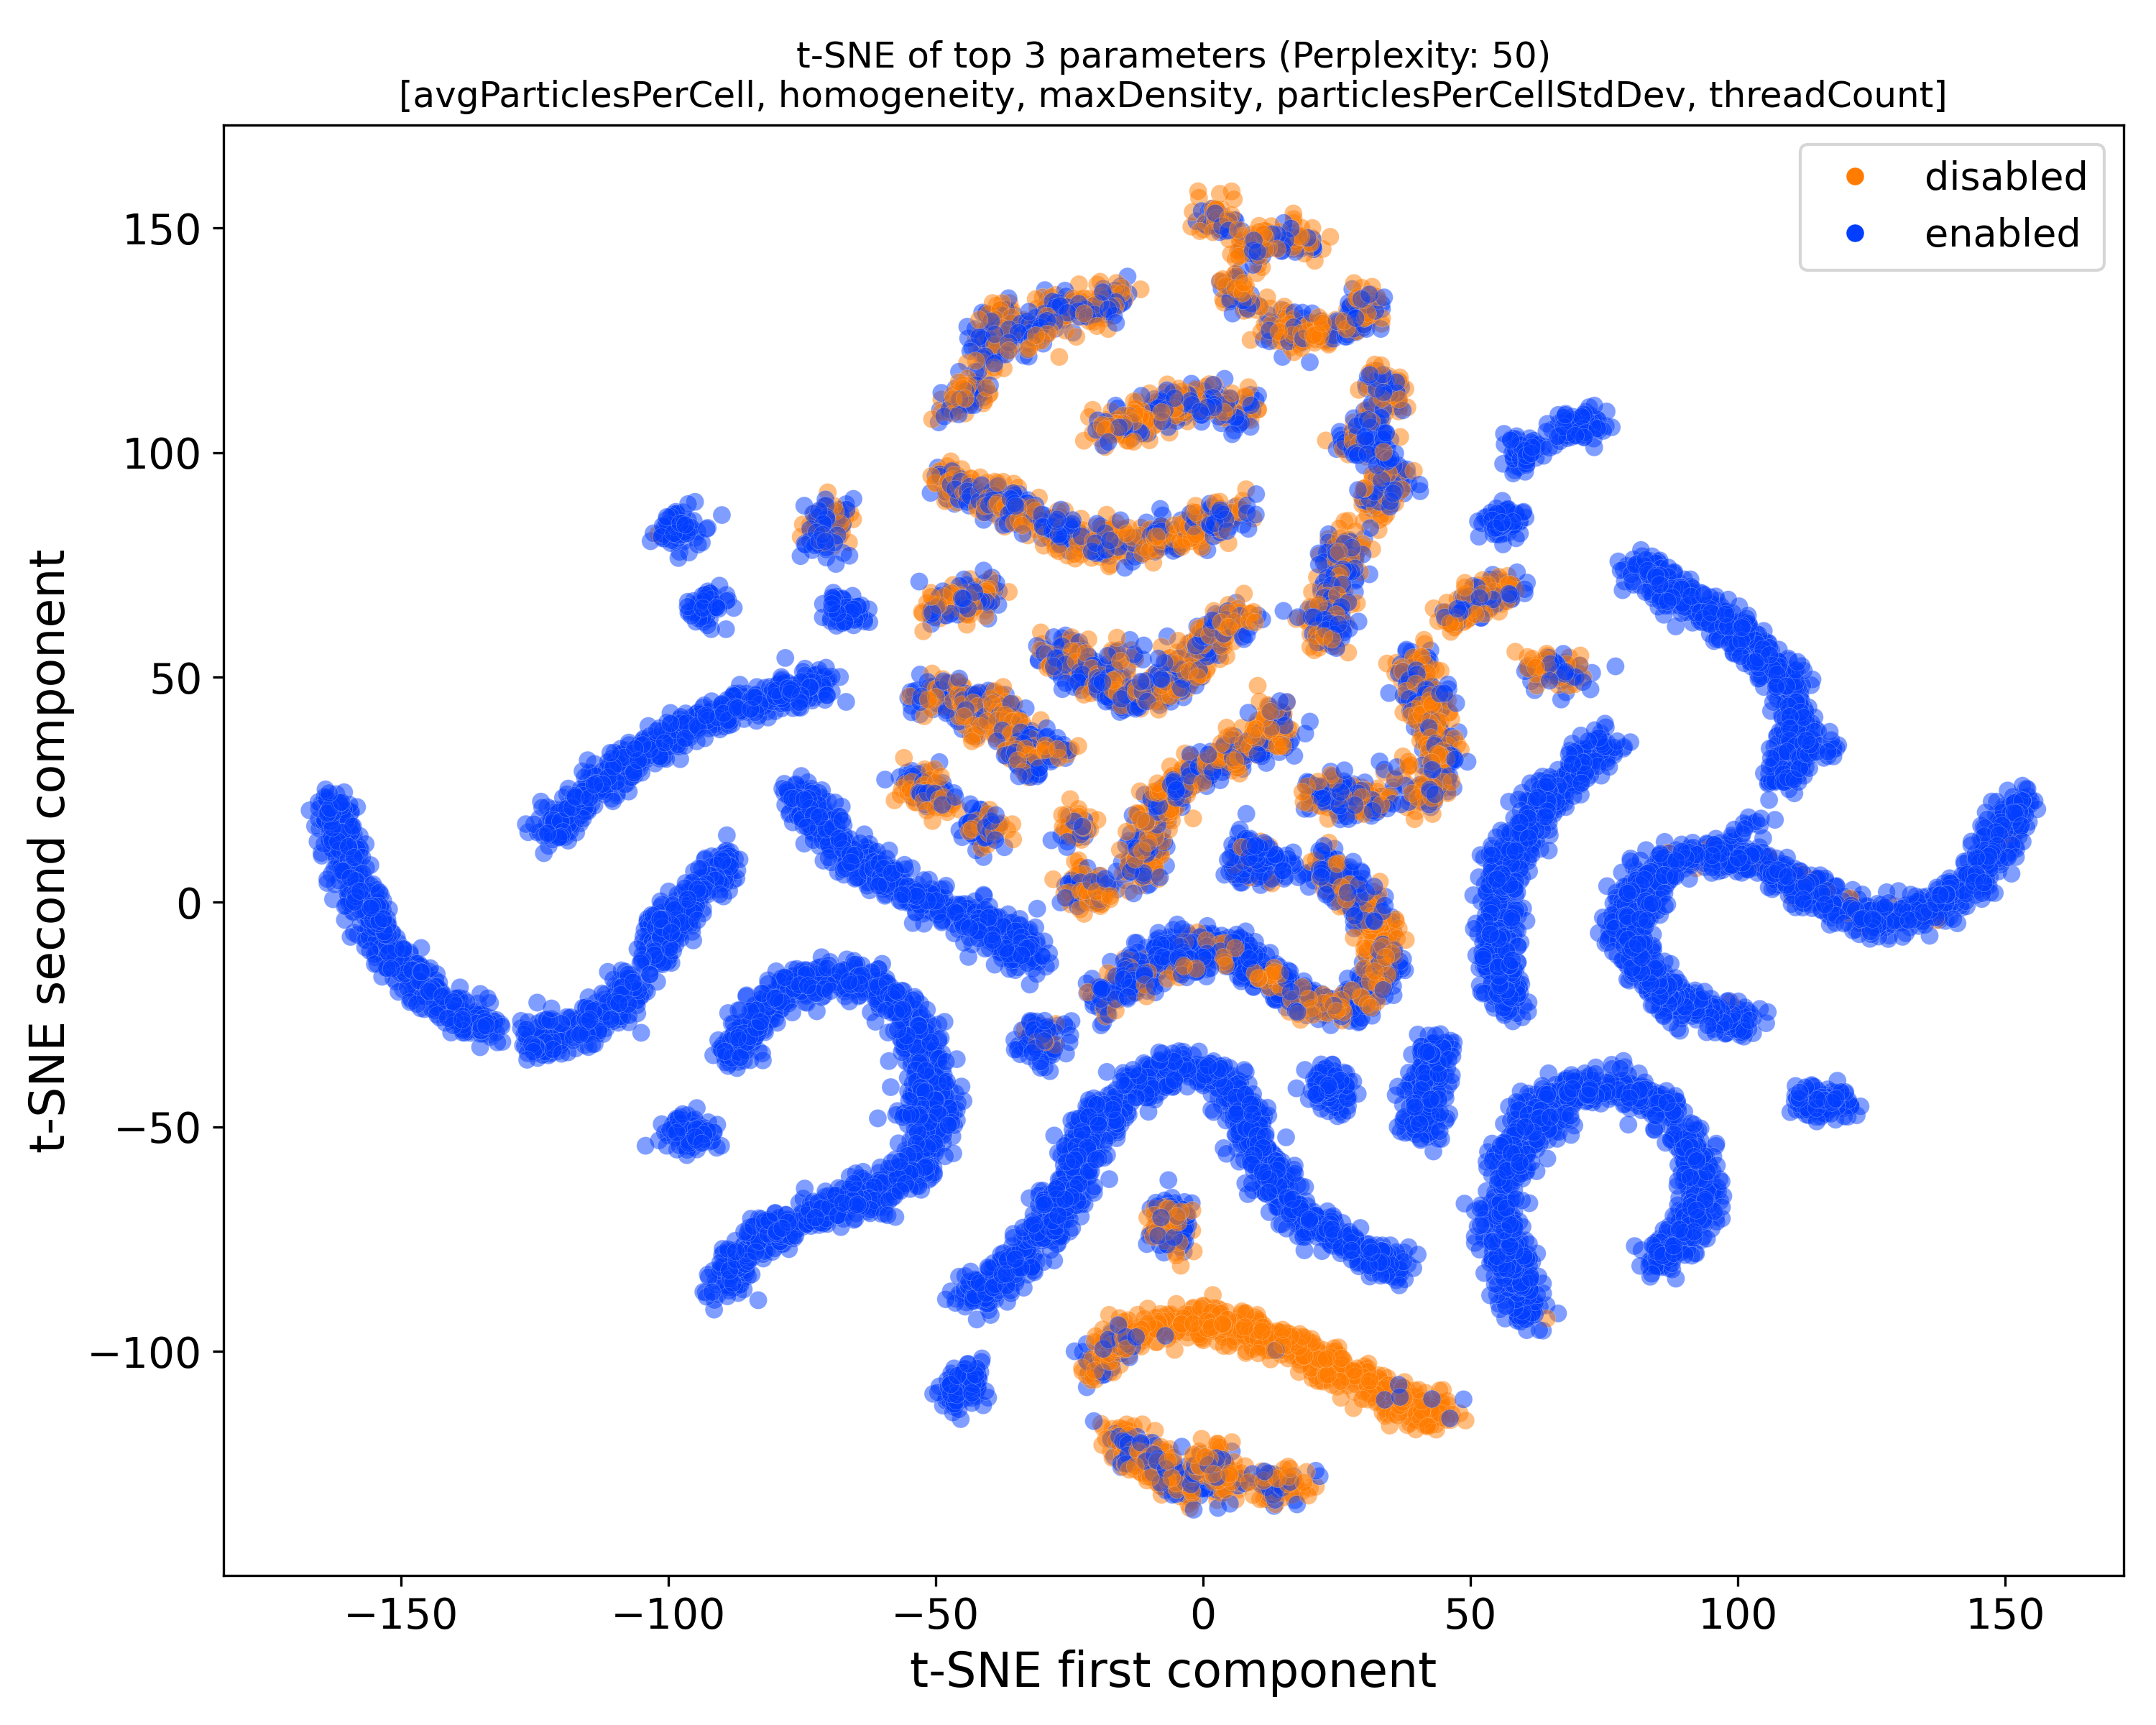 t-SNE of top 3 parameters (Perplexity: 50)
[avgParticlesPerCell, homogeneity, maxDensity, particlesPerCellStdDev, threadCount]
disabled
enabled
150
100
50
0
−50
−100
t-SNE second component
−150
−100
−50
0
50
100
150
t-SNE first component